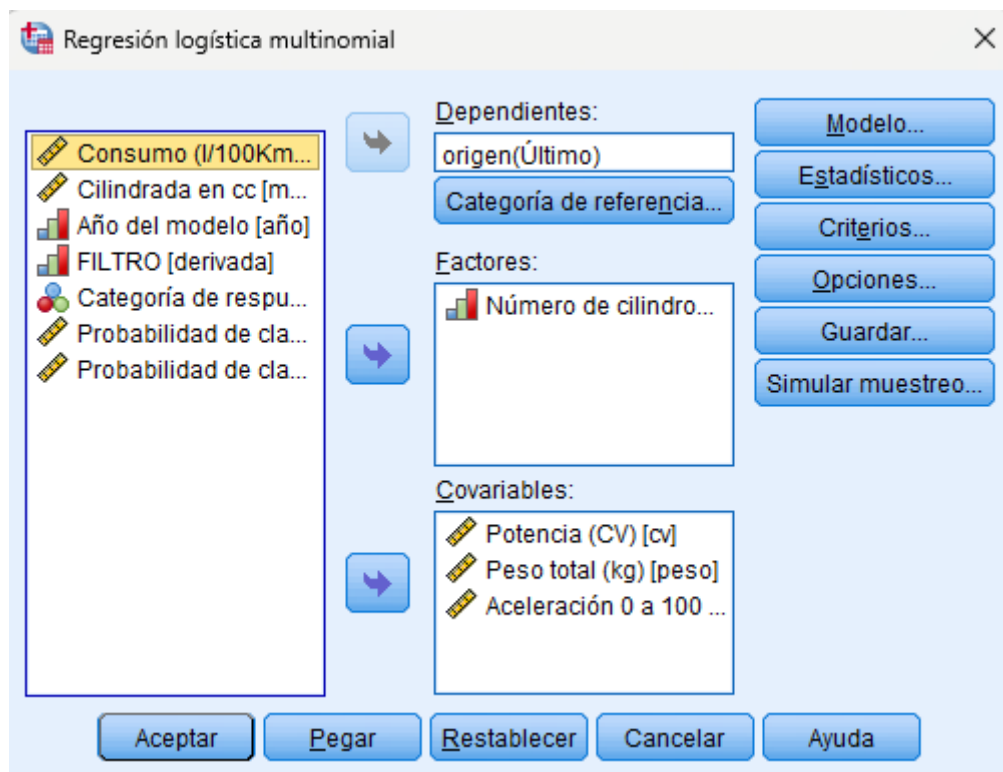 Regresión logística multinomial
Consumo (l/100Km...
Cilindrada en cc [m...
Año del modelo [año]
FILTRO [derivada]
Categoría de respu...
Probabilidad de cla...
Probabilidad de cla...
Dependientes:
origen(Último)
Categoría de referencia...
Factores:
Número de cilindro...
Covariables:
Potencia (CV) [cv]
Peso total (kg) [peso]
Aceleración 0 a 100 ...
Modelo...
Estadísticos...
Criterios...
Opciones...
Guardar...
Simular muestreo...
Aceptar
Pegar
Restablecer
Cancelar
Ayuda